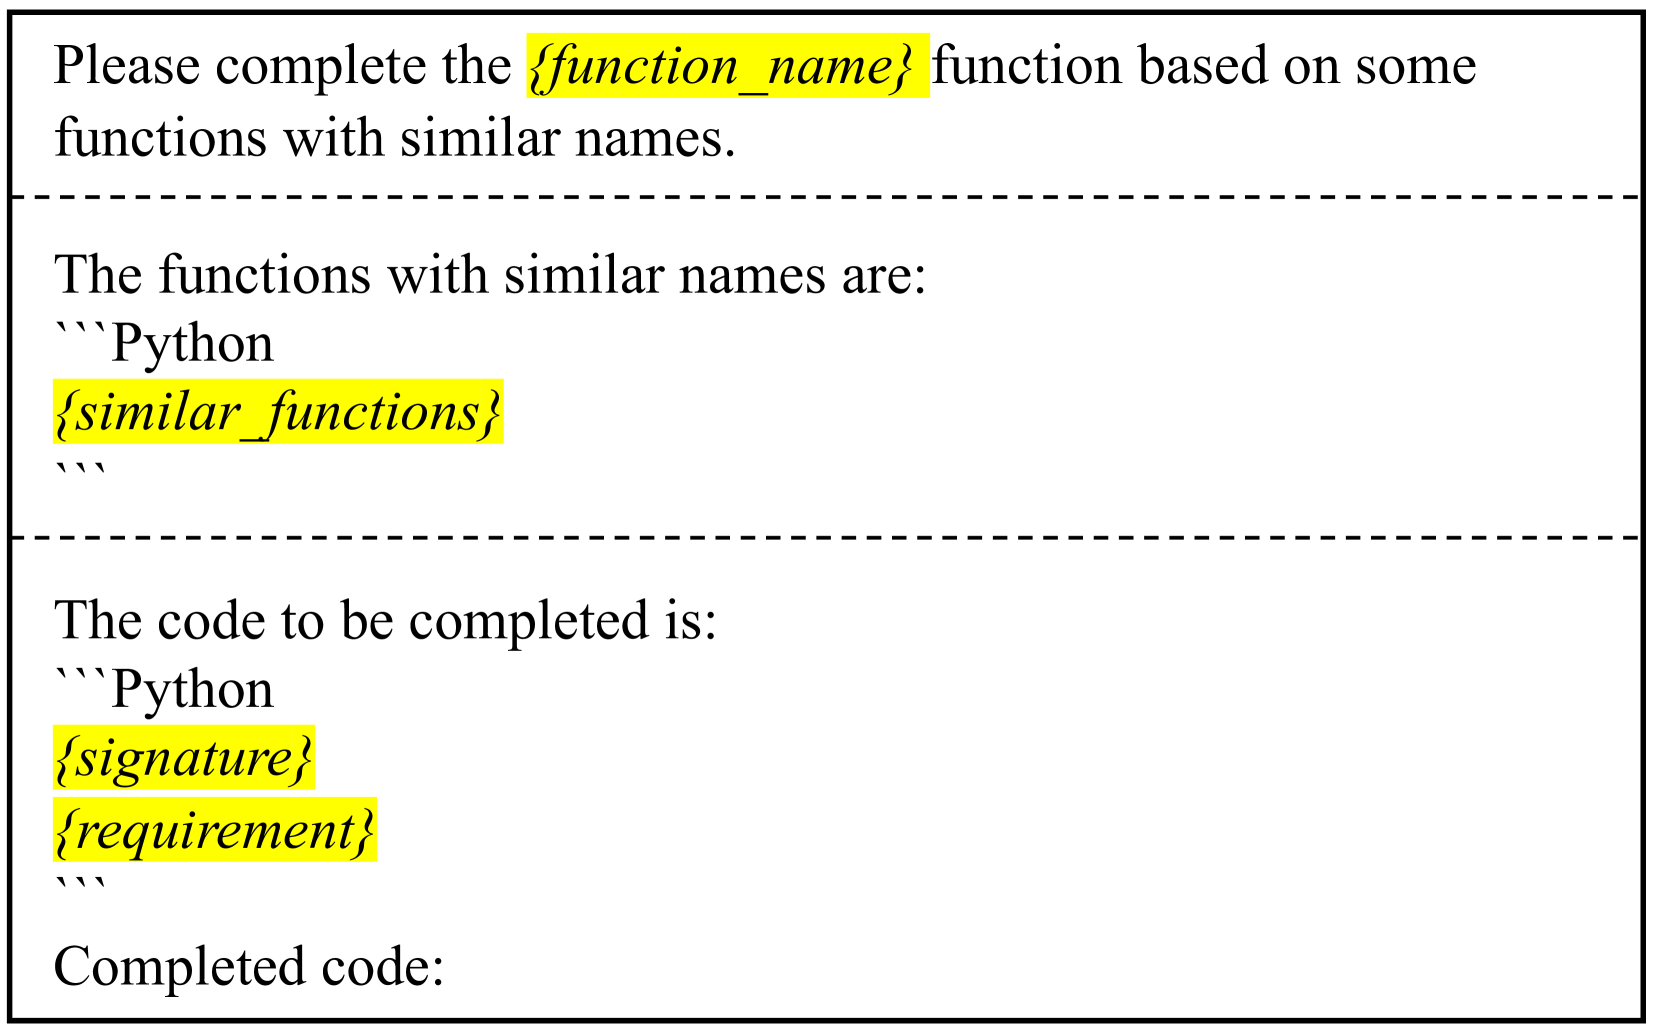 Please complete the {function_name} function based on some
functions with similar names.
The functions with similar names are:
```Python
{similar_functions}
```
The code to be completed is:
```Python
{signature}
{requirement}
```
Completed code: